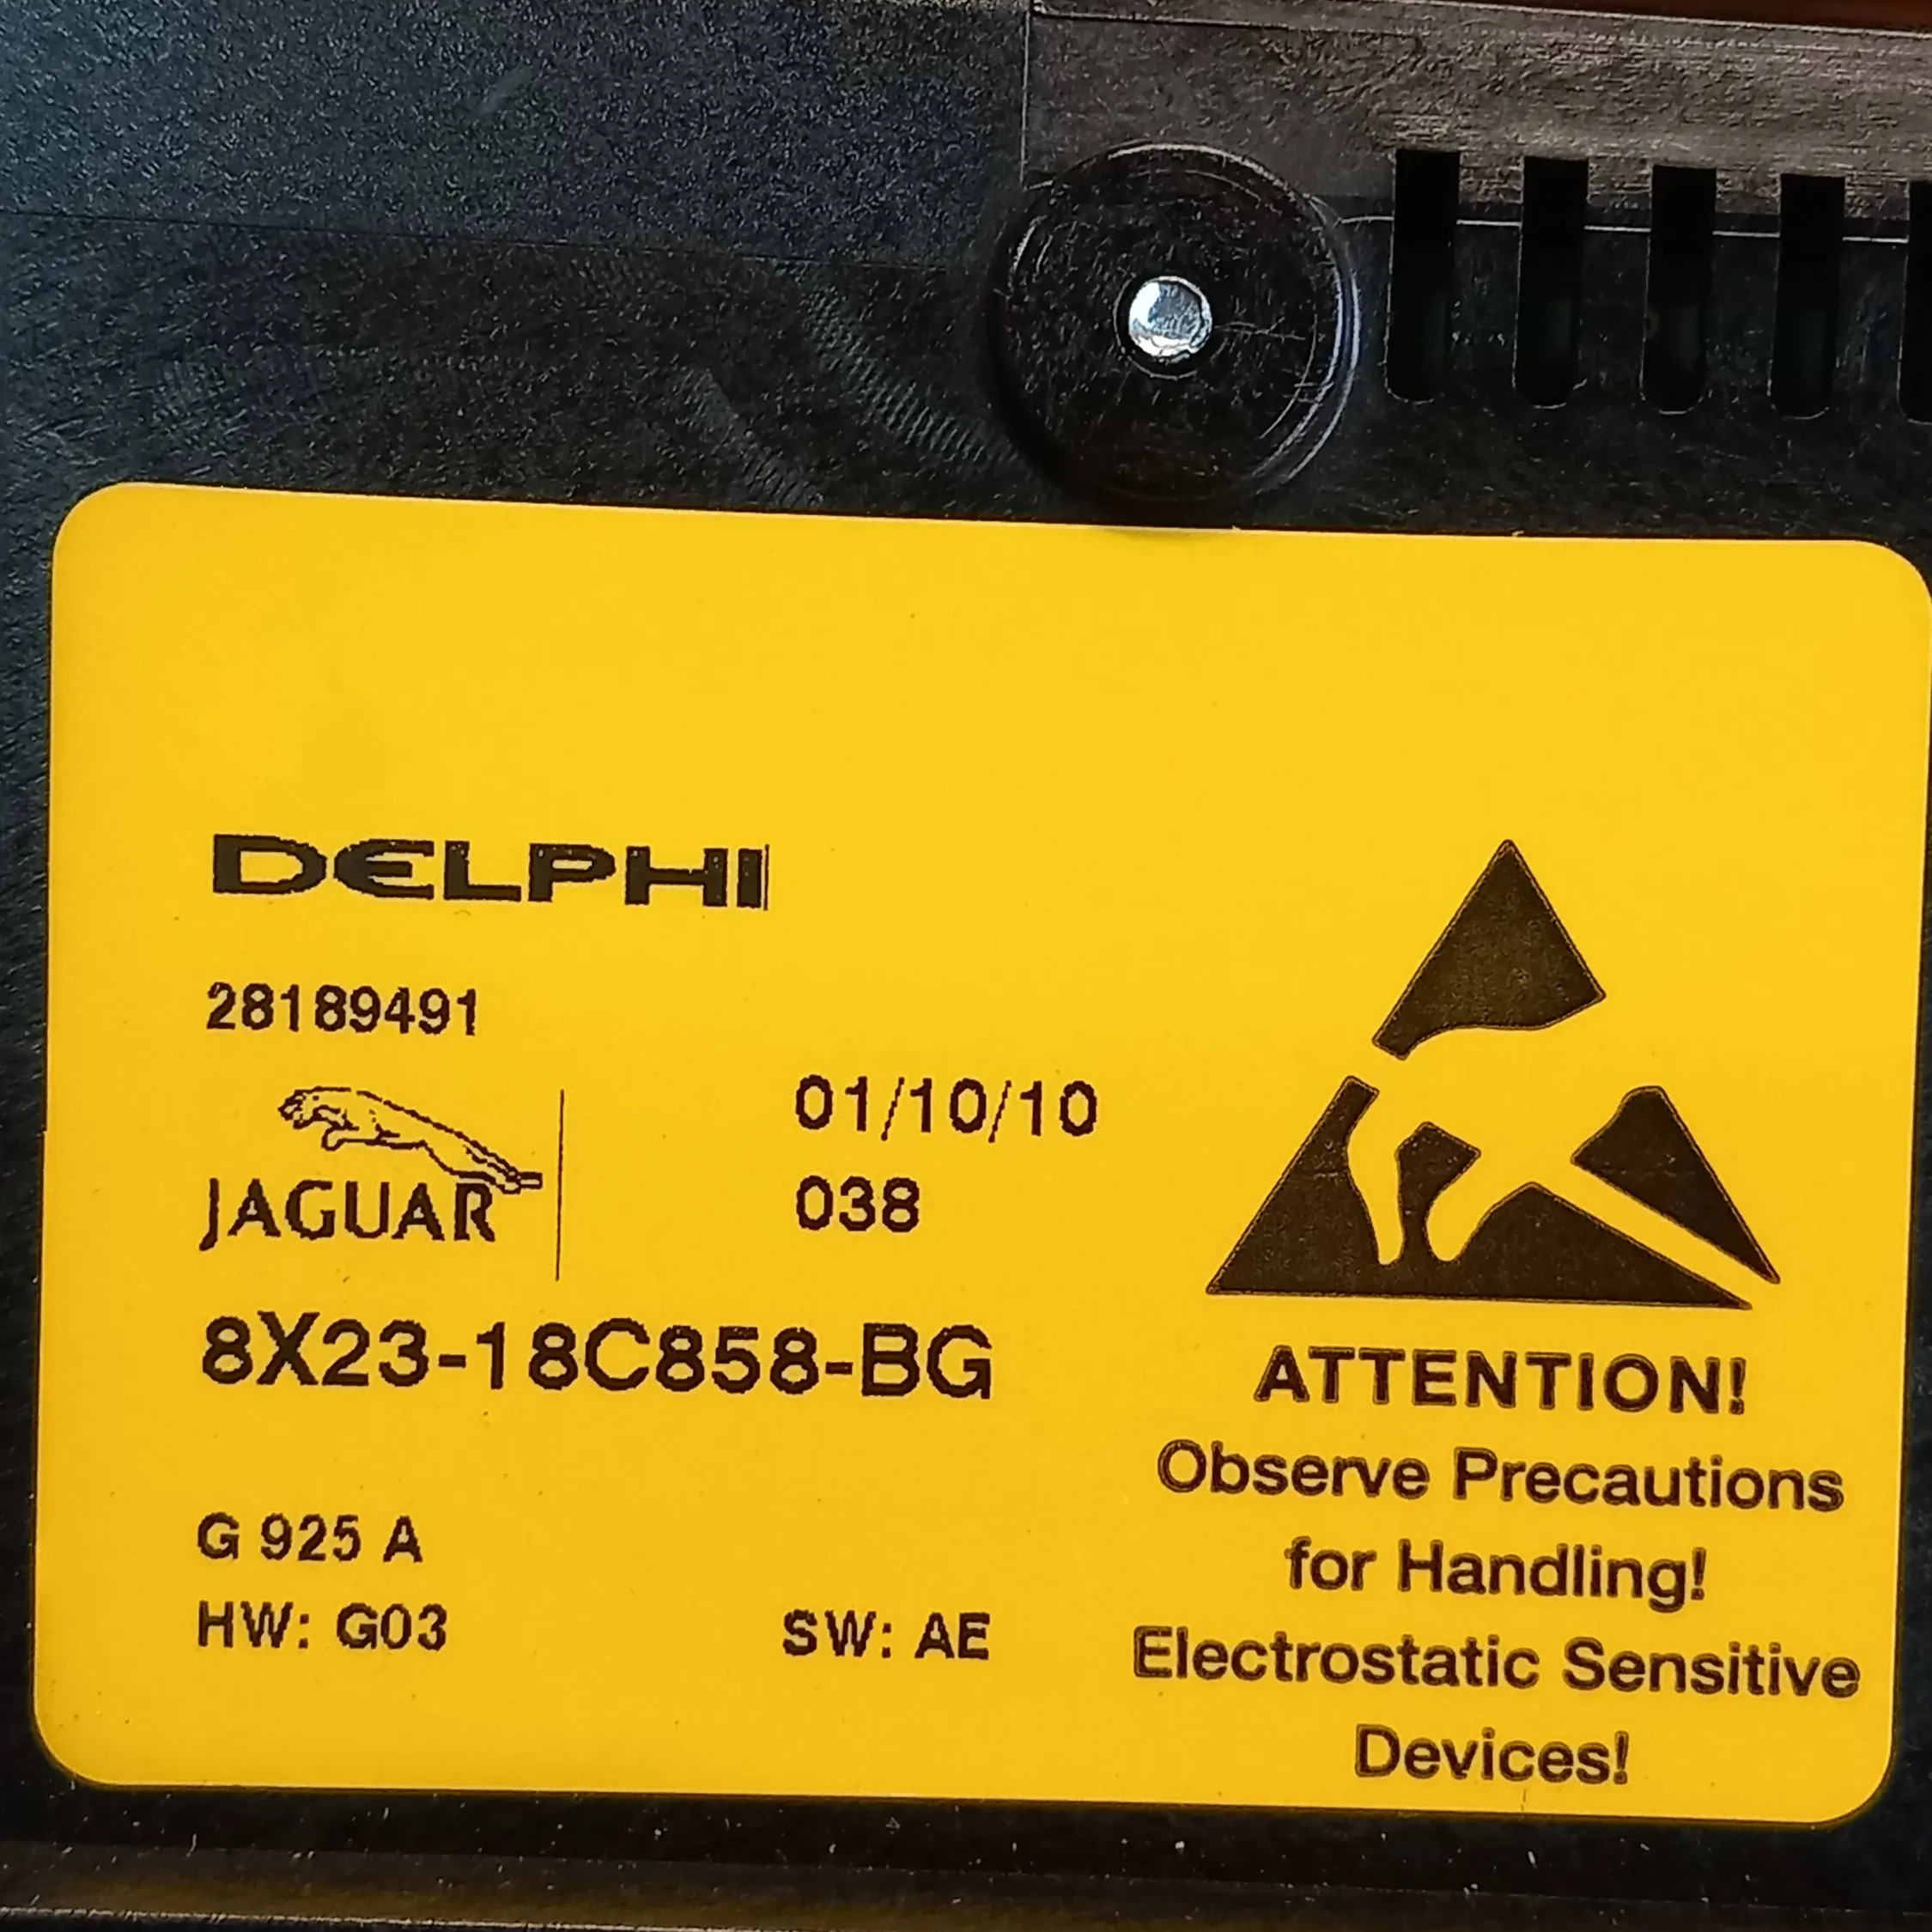 DELPHI
28189491
01/10/10
JAGUAR
038
8X23-18C858-BG
G 925 A
HW: G03 SW: AE
ATTENTION!
Observe Precautions
for Handling!
Electrostatic Sensitive
Devices!